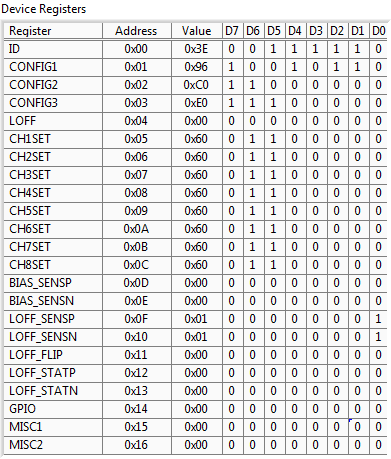 Device Registers
Register Address Value D7 D6 D5 D4 D3 D2 D1 D0
ID 0x00 0x3E 0 0 1 1 1 1 1 0
CONFIG1 0x01 0x96 1 0 0 1 0 1 1 0
CONFIG2 0x02 0xC0 1 1 0 0 0 0 0 0
CONFIG3 0x03 0xE0 1 1 1 0 0 0 0 0
LOFF 0x04 0x00 0 0 0 0 0 0 0 0
CH1SET 0x05 0x60 0 1 1 0 0 0 0 0
CH2SET 0x06 0x60 0 1 1 0 0 0 0 0
CH3SET 0x07 0x60 0 1 1 0 0 0 0 0
CH4SET 0x08 0x60 0 1 1 0 0 0 0 0
CH5SET 0x09 0x60 0 1 1 0 0 0 0 0
CH6SET 0x0A 0x60 0 1 1 0 0 0 0 0
CH7SET 0x0B 0x60 0 1 1 0 0 0 0 0
CH8SET 0x0C 0x60 0 1 1 0 0 0 0 0
BIAS_SENSP 0x0D 0x00 0 0 0 0 0 0 0 0
BIAS_SENSN 0x0E 0x00 0 0 0 0 0 0 0 0
LOFF_SENSP 0x0F 0x01 0 0 0 0 0 0 0 1
LOFF_SENSN 0x10 0x01 0 0 0 0 0 0 0 1
LOFF_FLIP 0x11 0x00 0 0 0 0 0 0 0 0
LOFF_STATP 0x12 0x00 0 0 0 0 0 0 0 0
LOFF_STATN 0x13 0x00 0 0 0 0 0 0 0 0
GPIO 0x14 0x00 0 0 0 0 0 0 0 0
MISC1 0x15 0x00 0 0 0 0 0 0 0 0
MISC2 0x16 0x00 0 0 0 0 0 0 0 0